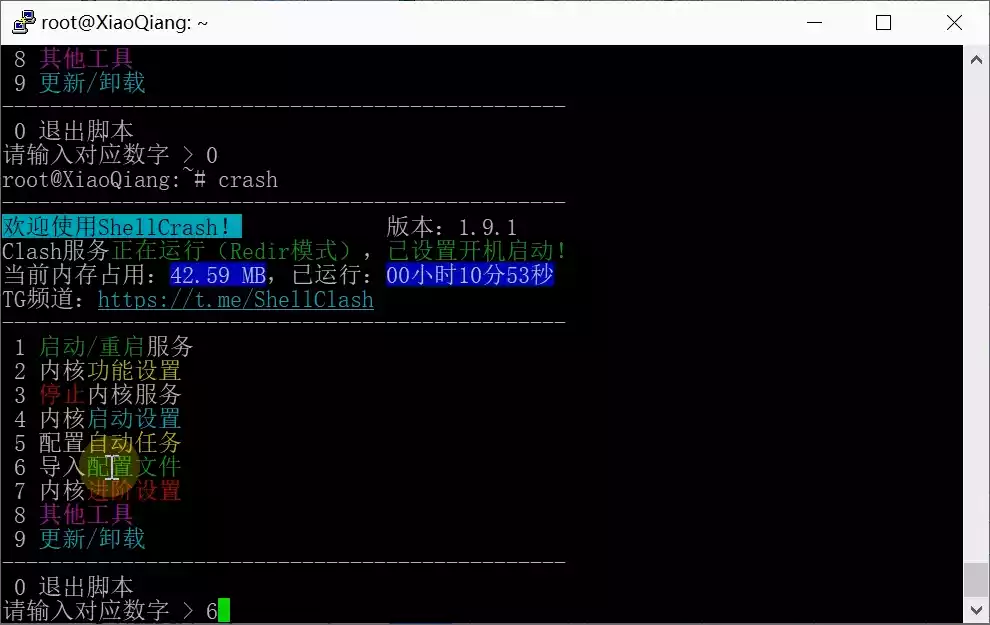 root@XiaoQiang: ~
8 其他工具
9 更新/卸载
-----------------------------------------------
0 退出脚本
请输入对应数字 > 0
root@XiaoQiang:~# crash
-----------------------------------------------
欢迎使用ShellCrash! 版本: 1.9.1
Clash服务正在运行（Redir模式），已设置开机启动！
当前内存占用：42.59 MB，已运行：00小时10分53秒
TG频道：https://t.me/ShellClash
-----------------------------------------------
1 启动/重启服务
2 内核功能设置
3 停止内核服务
4 内核启动设置
5 配置自动任务
6 导入配置文件
7 内核进阶设置
8 其他工具
9 更新/卸载
-----------------------------------------------
0 退出脚本
请输入对应数字 > 6